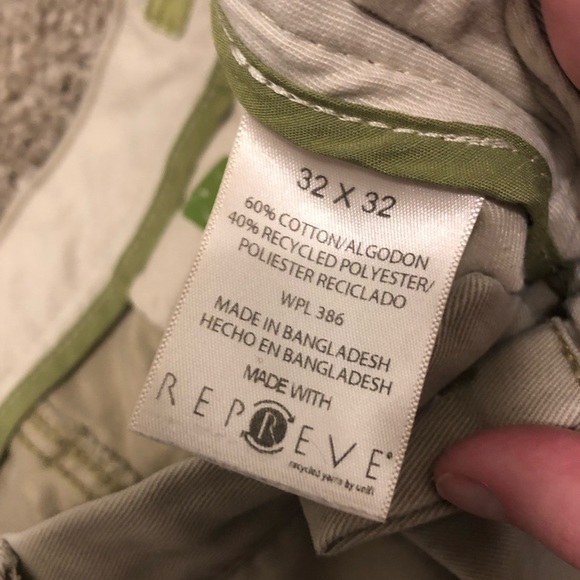 32 X 32
60% COTTON/ALGODON
40% RECYCLED POLYESTER/
POLIESTER RECICLADO
WPL 386
MADE IN BANGLADESH
HECHO EN BANGLADESH
MADE WITH
REPREVE®
recycled yarns by unifi